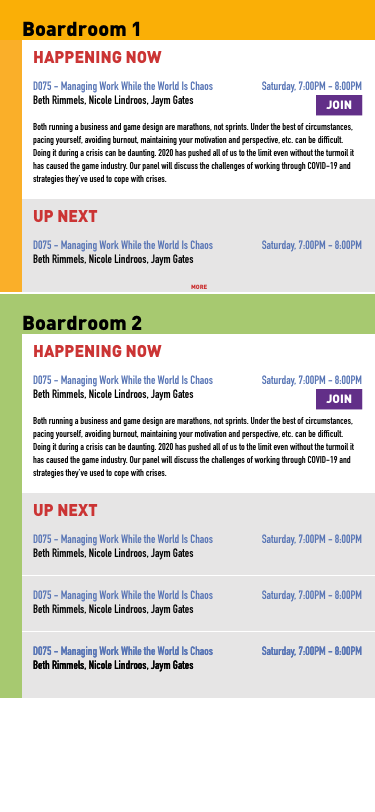 Boardroom 1
HAPPENING NOW
D075 - Managing Work While the World Is Chaos Saturday, 7:00PM - 8:00PM
Beth Rimmels, Nicole Lindroos, Jaym Gates
JOIN
Both running a business and game design are marathons, not sprints. Under the best of circumstances,
pacing yourself, avoiding burnout, maintaining your motivation and perspective, etc. can be difficult.
Doing it during a crisis can be daunting. 2020 has pushed all of us to the limit even without the turmoil it
has caused the game industry. Our panel will discuss the challenges of working through COVID-19 and
strategies they've used to cope with crises.
UP NEXT
D075 - Managing Work While the World Is Chaos Saturday, 7:00PM - 8:00PM
Beth Rimmels, Nicole Lindroos, Jaym Gates
MORE
Boardroom 2
HAPPENING NOW
D075 - Managing Work While the World Is Chaos Saturday, 7:00PM - 8:00PM
Beth Rimmels, Nicole Lindroos, Jaym Gates
JOIN
Both running a business and game design are marathons, not sprints. Under the best of circumstances,
pacing yourself, avoiding burnout, maintaining your motivation and perspective, etc. can be difficult.
Doing it during a crisis can be daunting. 2020 has pushed all of us to the limit even without the turmoil it
has caused the game industry. Our panel will discuss the challenges of working through COVID-19 and
strategies they've used to cope with crises.
UP NEXT
D075 - Managing Work While the World Is Chaos Saturday, 7:00PM - 8:00PM
Beth Rimmels, Nicole Lindroos, Jaym Gates
D075 - Managing Work While the World Is Chaos Saturday, 7:00PM - 8:00PM
Beth Rimmels, Nicole Lindroos, Jaym Gates
D075 - Managing Work While the World Is Chaos Saturday, 7:00PM - 8:00PM
Beth Rimmels, Nicole Lindroos, Jaym Gates